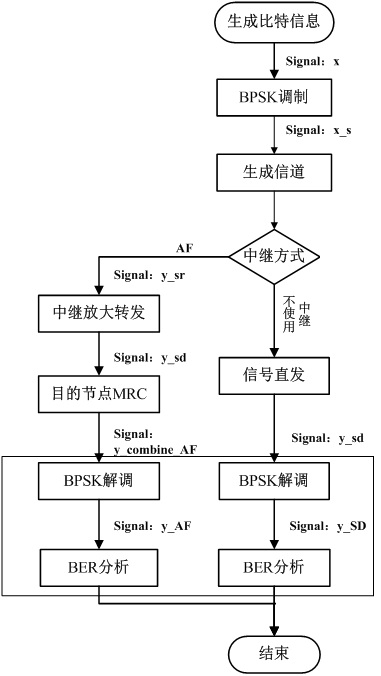 生成比特信息
Signal：x
BPSK调制
Signal：x_s
生成信道
中继方式
AF
Signal：y_sr
不使用中继
中继放大转发
Signal：y_sd
信号直发
目的节点MRC
Signal：
y_combine_AF
Signal：y_sd
BPSK解调
BPSK解调
Signal：y_AF
Signal：y_SD
BER分析
BER分析
结束